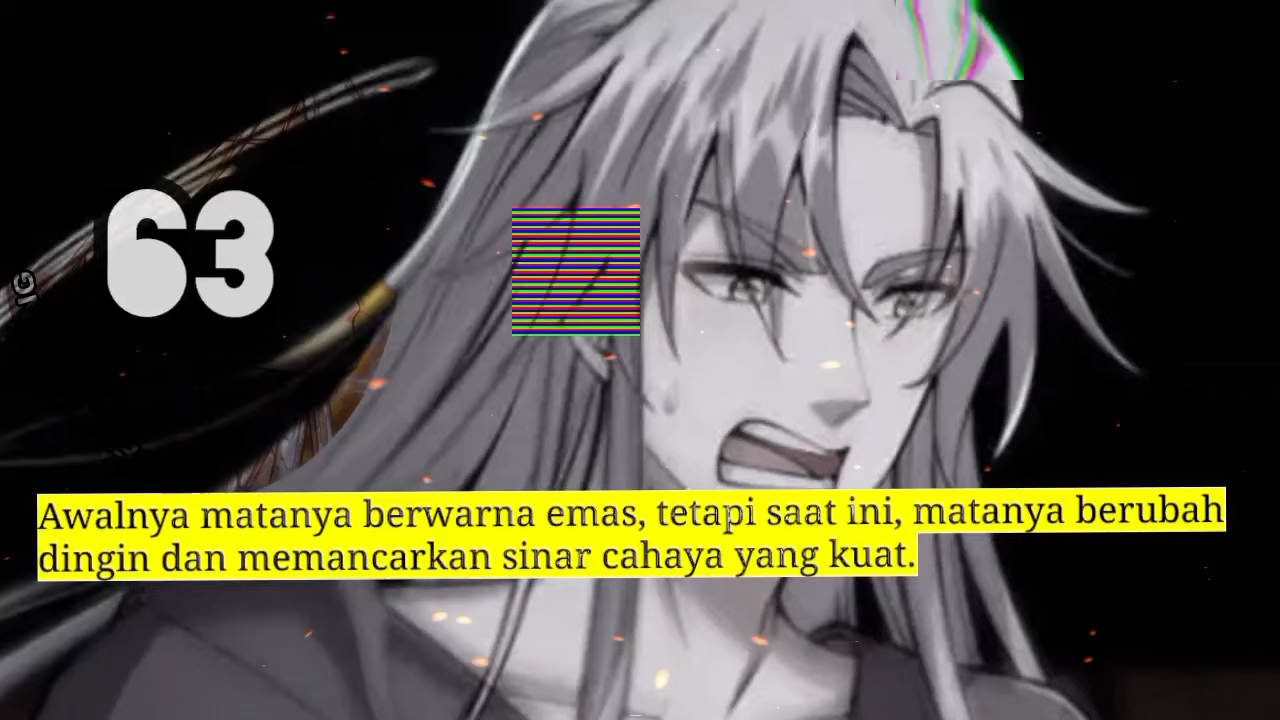 63
Awalnya matanya berwarna emas, tetapi saat ini, matanya berubah
dingin dan memancarkan sinar cahaya yang kuat.